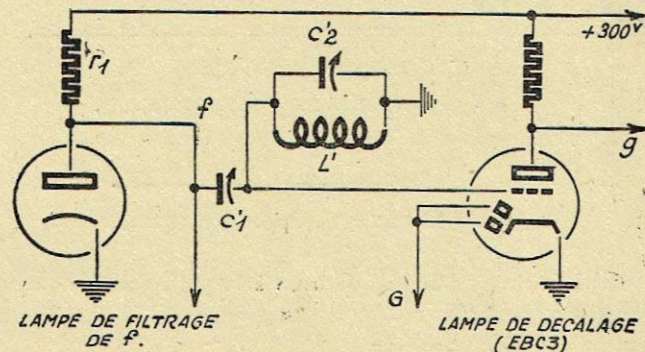 C'2
+300v
r1
f
L'
g
C'1
G
LAMPE DE FILTRAGE
DE f.
LAMPE DE DECALAGE
(EBC3)